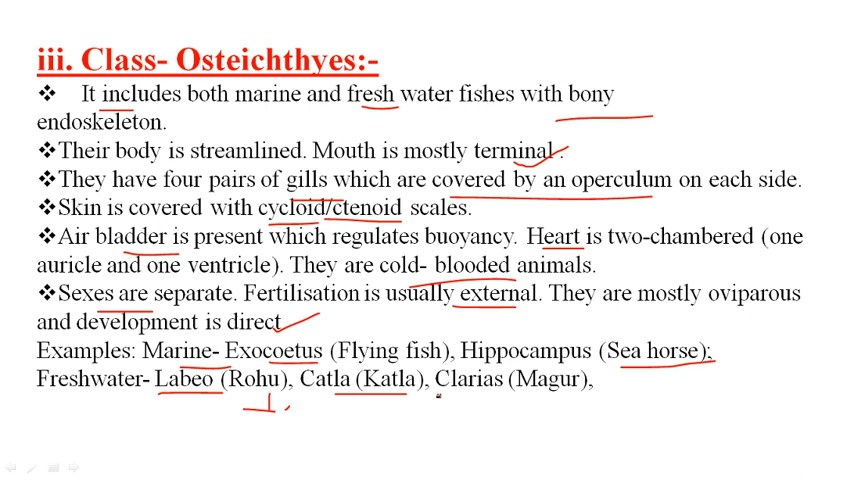 iii. Class- Osteichthyes:-
❖ It includes both marine and fresh water fishes with bony
endoskeleton.
❖Their body is streamlined. Mouth is mostly terminal .
❖They have four pairs of gills which are covered by an operculum on each side.
❖Skin is covered with cycloid/ctenoid scales.
❖Air bladder is present which regulates buoyancy. Heart is two-chambered (one
auricle and one ventricle). They are cold- blooded animals.
❖Sexes are separate. Fertilisation is usually external. They are mostly oviparous
and development is direct
Examples: Marine- Exocoetus (Flying fish), Hippocampus (Sea horse);
Freshwater- Labeo (Rohu), Catla (Katla), Clarias (Magur),